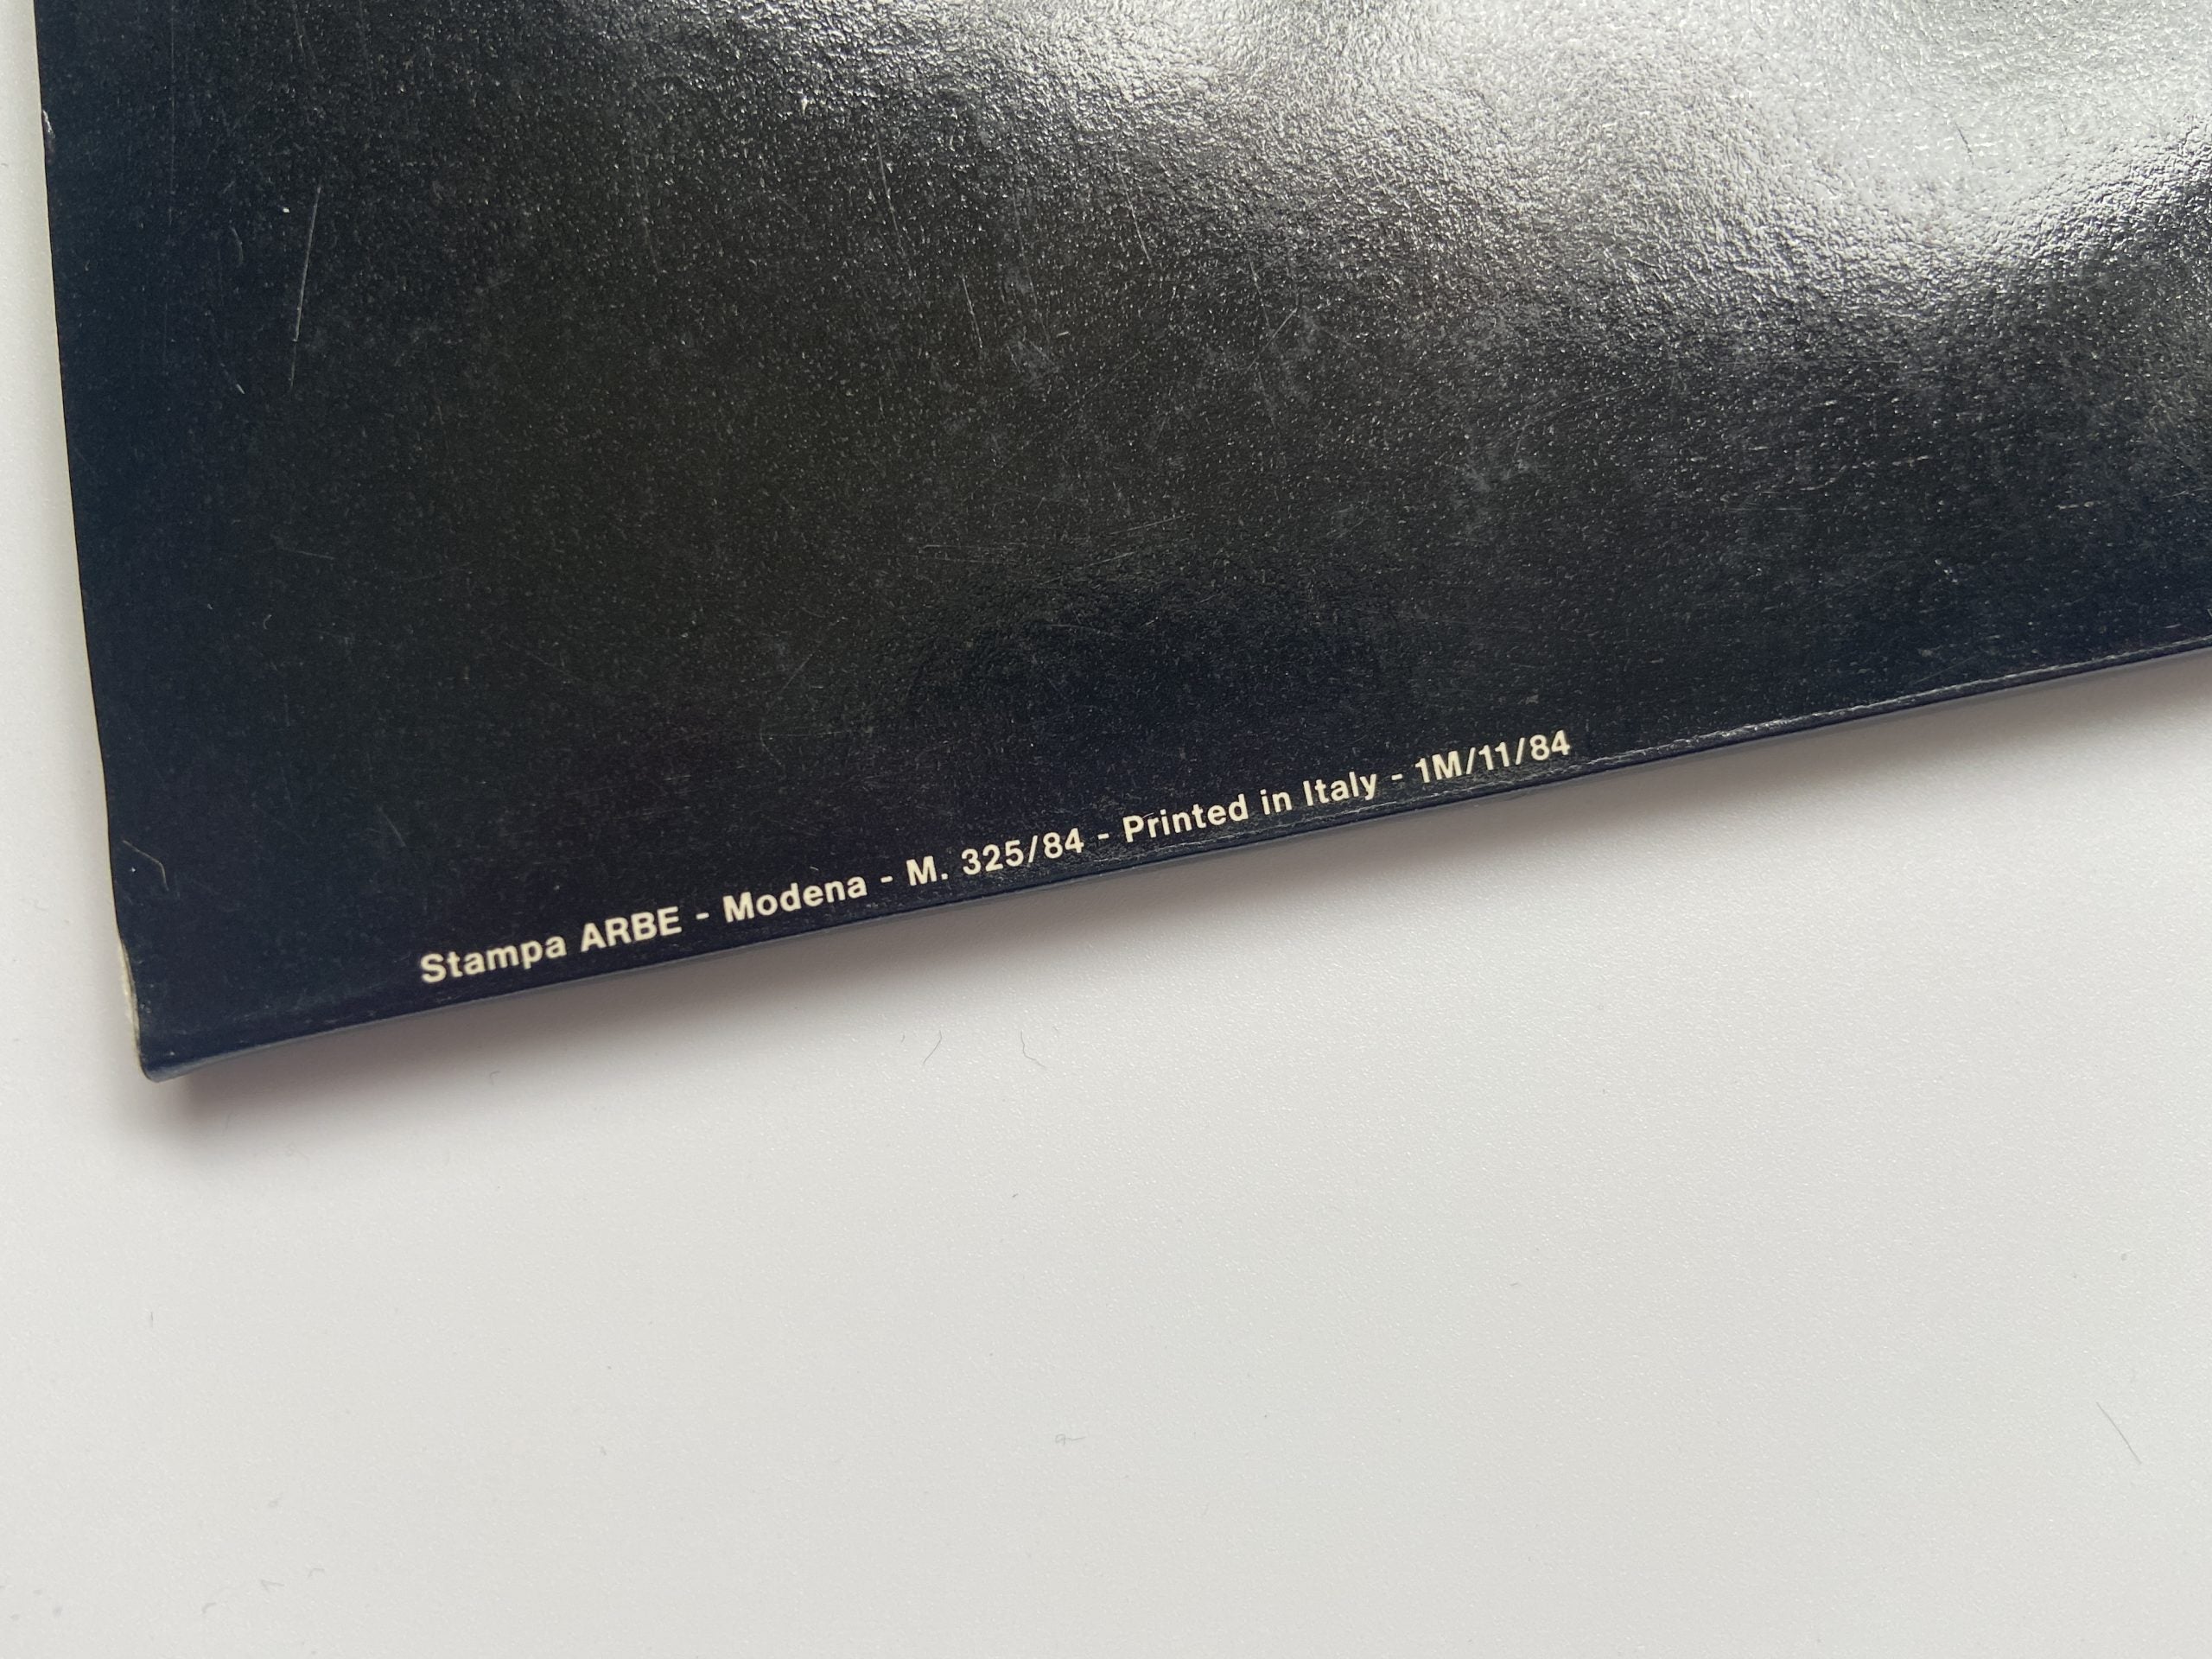 Stampa ARBE - Modena - M. 325/84 - Printed in Italy - 1M/11/84